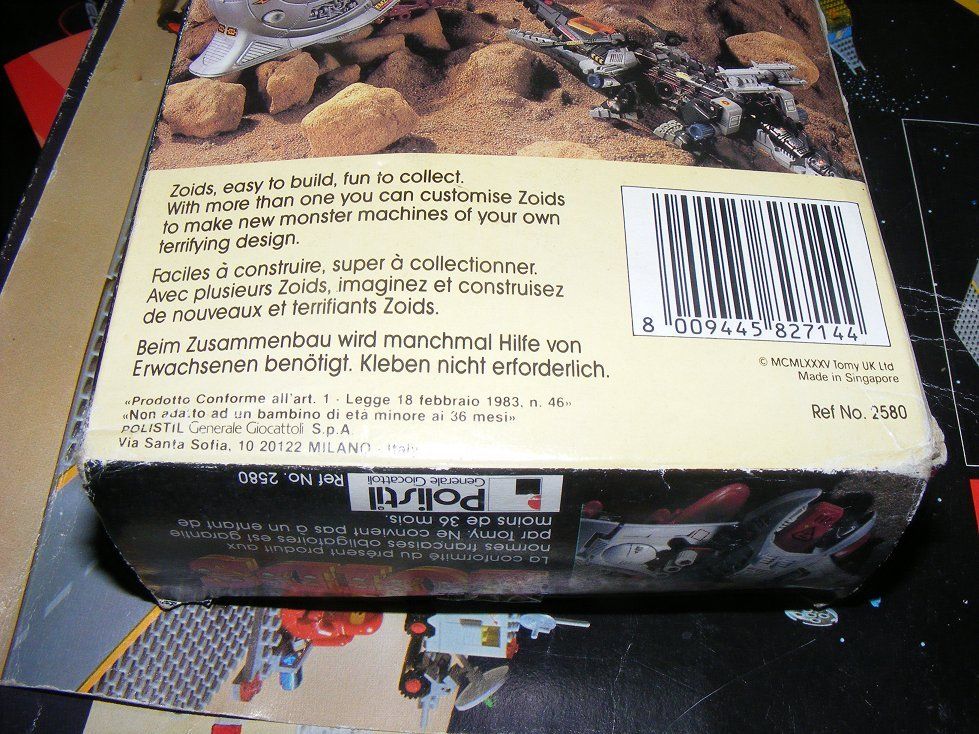 Zoids, easy to build, fun to collect.
With more than one you can customise Zoids
to make new monster machines of your own
terrifying design.
Faciles à construire, super à collectionner.
Avec plusieurs Zoids, imaginez et construisez
de nouveaux et terrifiants Zoids.
Beim Zusammenbau wird manchmal Hilfe von
Erwachsenen benötigt. Kleben nicht erforderlich.
«Prodotto Conforme all'art. 1 - Legge 18 febbraio 1983, n. 46»
«Non adatto ad un bambino di età minore ai 36 mesi»
POLISTIL Generale Giocattoli S.p.A.
Via Santa Sofia, 10 20122 MILANO - Italy
8 009445 827144
© MCMLXXXV Tomy UK Ltd
Made in Singapore
Ref No. 2580
ZOIDS
La conformité du présent produit aux
normes françaises obligatoires est garantie
par Tomy. Ne convient pas à un enfant de
moins de 36 mois.
Polistil
Generale Giocattoli
Ref No. 2580